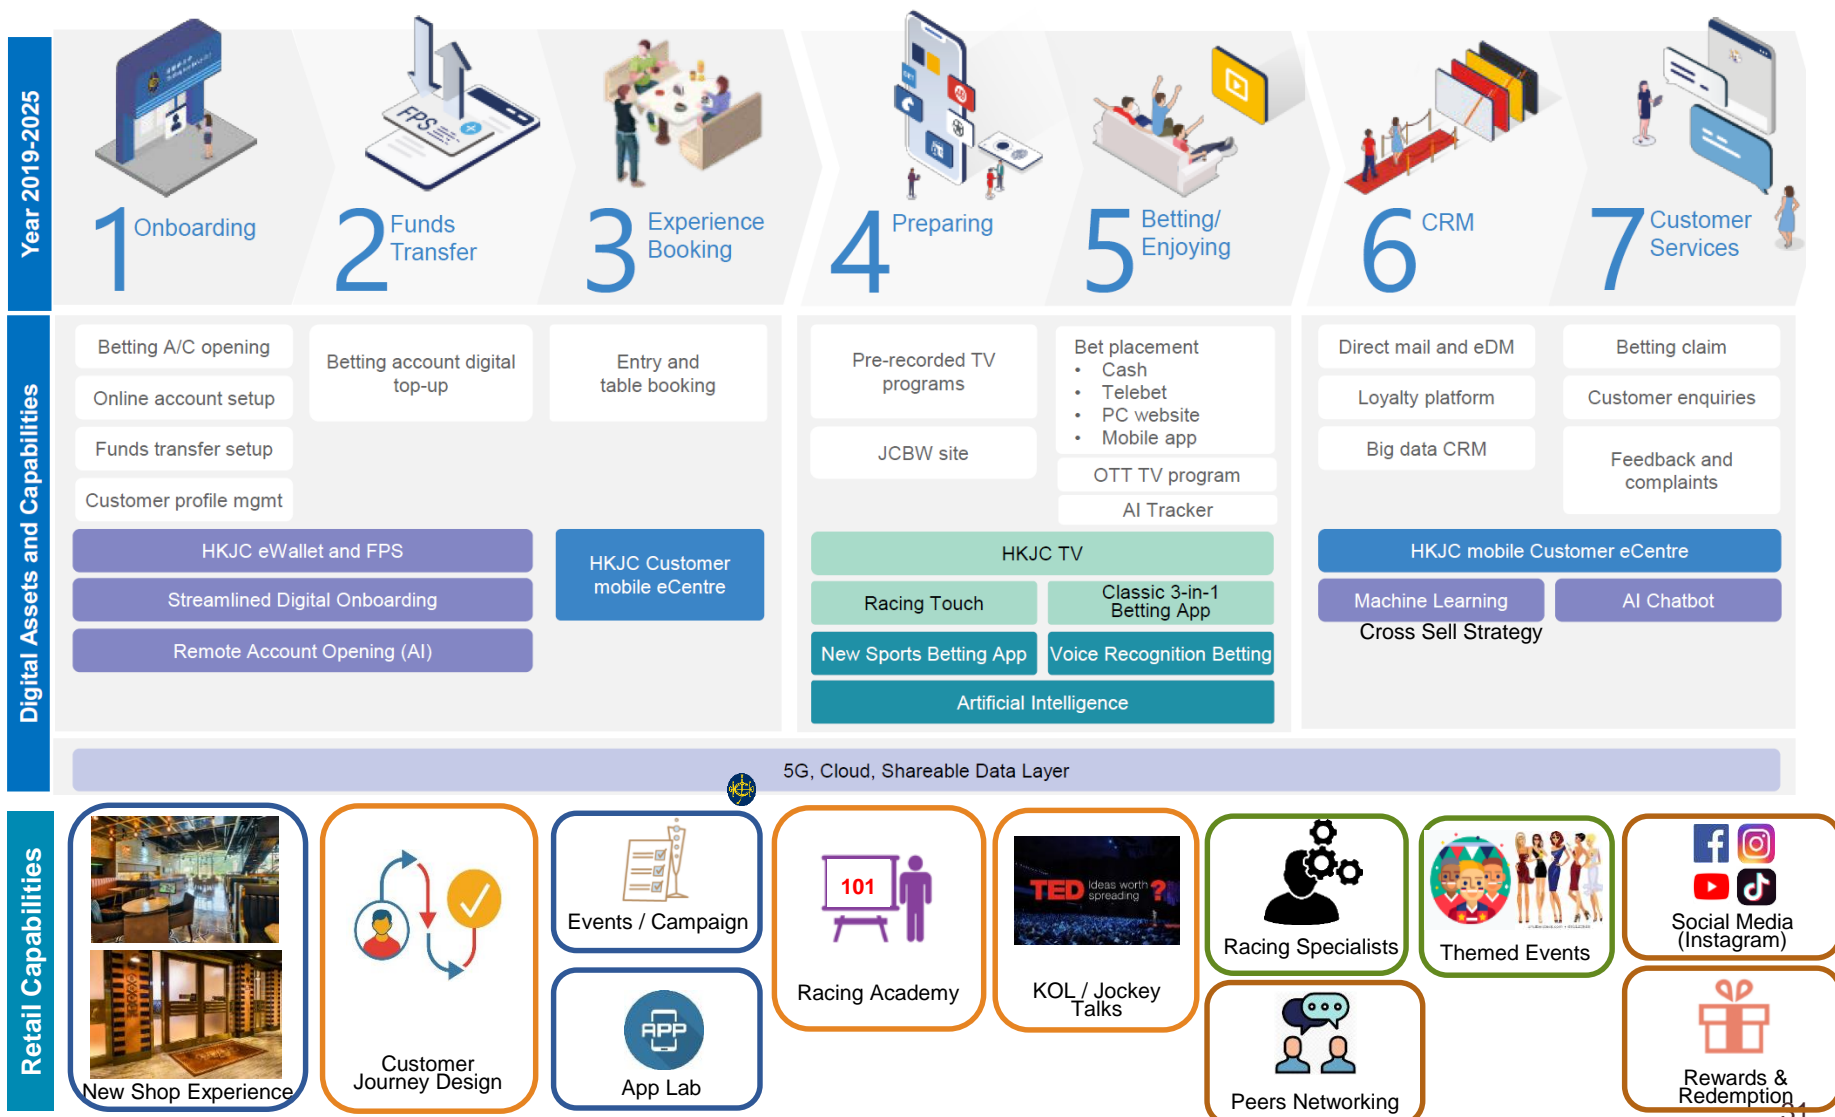 Year 2019-2025
FPS
1 Onboarding
2 Funds
Transfer
3 Experience
Booking
4 Preparing
5 Betting/
Enjoying
6 CRM
7 Customer
Services
Digital Assets and Capabilities
Betting A/C opening
Online account setup
Funds transfer setup
Customer profile mgmt
Betting account digital
top-up
Entry and
table booking
HKJC eWallet and FPS
Streamlined Digital Onboarding
Remote Account Opening (AI)
HKJC Customer
mobile eCentre
Pre-recorded TV
programs
JCBW site
Bet placement
• Cash
• Telebet
• PC website
• Mobile app
OTT TV program
AI Tracker
HKJC TV
Racing Touch
Classic 3-in-1
Betting App
New Sports Betting App
Voice Recognition Betting
Artificial Intelligence
Direct mail and eDM
Loyalty platform
Big data CRM
Betting claim
Customer enquiries
Feedback and
complaints
HKJC mobile Customer eCentre
Machine Learning
AI Chatbot
Cross Sell Strategy
5G, Cloud, Shareable Data Layer
Retail Capabilities
New Shop Experience
Customer
Journey Design
Events / Campaign
APP
App Lab
101
Racing Academy
TED Ideas worth
spreading ?
KOL / Jockey
Talks
Racing Specialists
Peers Networking
Themed Events
Social Media
(Instagram)
Rewards &
Redemption
31